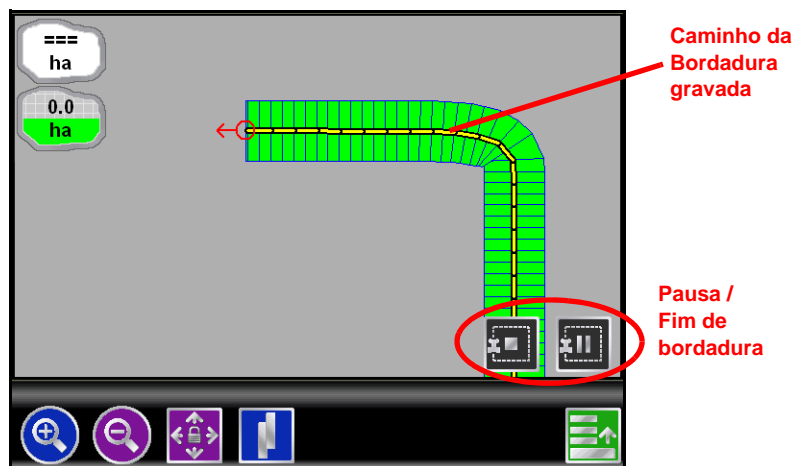 ===
ha
0.0
ha
Caminho da
Bordadura
gravada
Pausa /
Fim de
bordadura